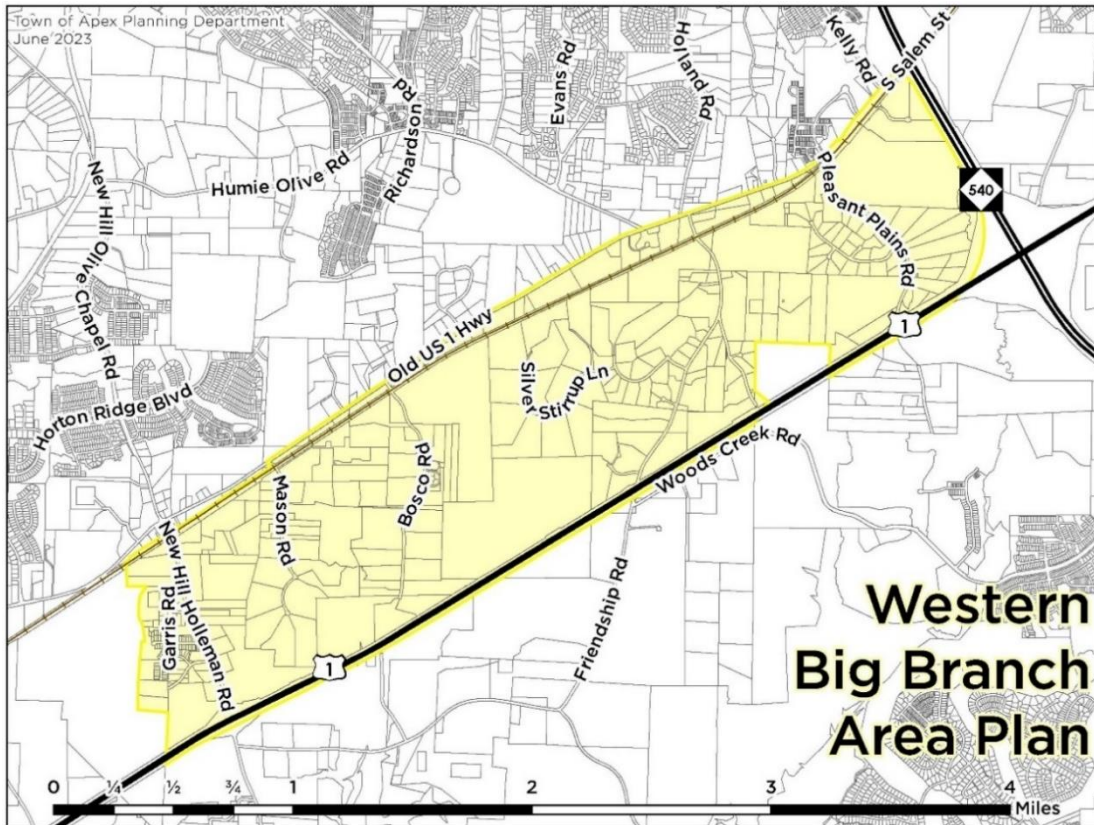 Town of Apex Planning Department
June 2023
Kelly Rd
S Salem St
Holland Rd
Evans Rd
Richardson Rd
Humie Olive Rd
540
Pleasant Plains Rd
New Hill Olive Chapel Rd
Old US 1 Hwy
1
Silver Stirrup Ln
Horton Ridge Blvd
Woods Creek Rd
Bosco Rd
Mason Rd
New Hill Holleman Rd
Garris Rd
Friendship Rd
1
Western
Big Branch
Area Plan
0 ¼ ½ ¾ 1 2 3 4
Miles